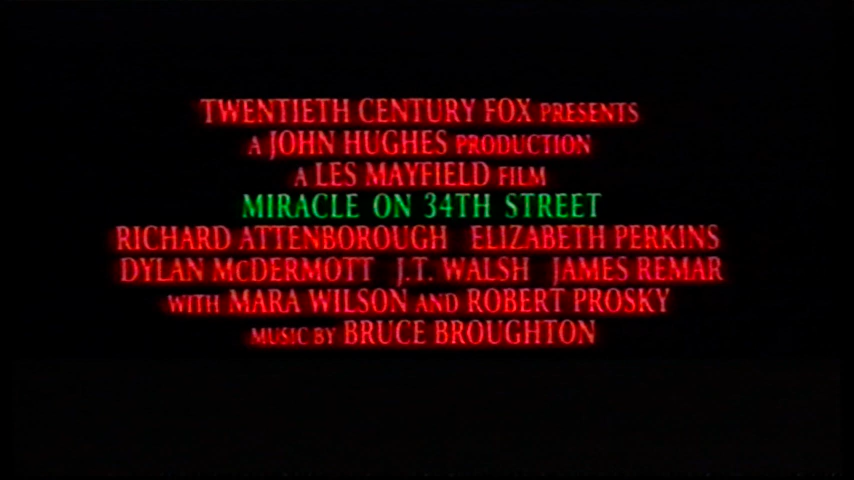 TWENTIETH CENTURY FOX PRESENTS
A JOHN HUGHES PRODUCTION
A LES MAYFIELD FILM
MIRACLE ON 34TH STREET
RICHARD ATTENBOROUGH ELIZABETH PERKINS
DYLAN MCDERMOTT J.T. WALSH JAMES REMAR
WITH MARA WILSON AND ROBERT PROSKY
MUSIC BY BRUCE BROUGHTON